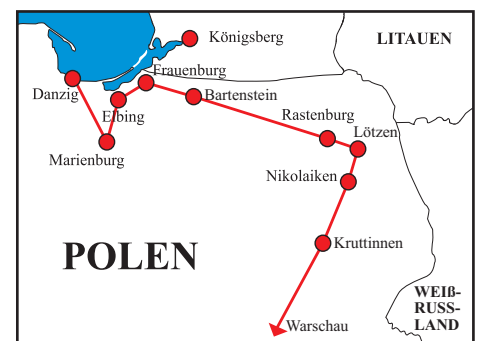 Königsberg
LITAUEN
Frauenburg
Danzig
Bartenstein
Elbing
Rastenburg
Lötzen
Marienburg
Nikolaiken
Kruttinnen
POLEN
WEIß-
RUSS-
LAND
Warschau